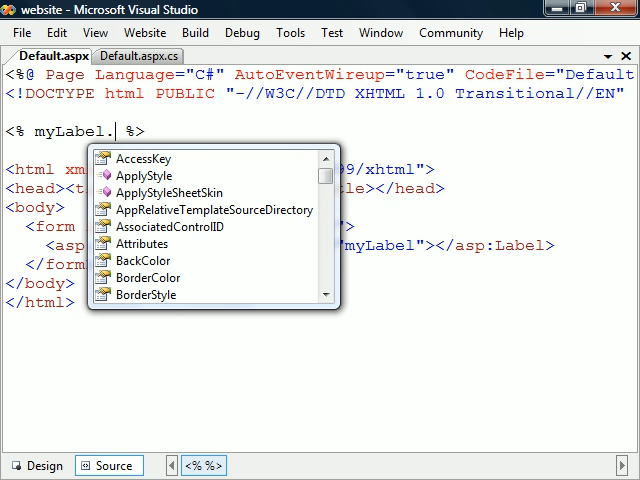 website - Microsoft Visual Studio
File Edit View Website Build Debug Tools Test Window Community Help
Default.aspx Default.aspx.cs
<%@ Page Language="C#" AutoEventWireup="true" CodeFile="Default
<!DOCTYPE html PUBLIC "-//W3C//DTD XHTML 1.0 Transitional//EN"
<% myLabel. %>
AccessKey
ApplyStyle
ApplyStyleSheetSkin
AppRelativeTemplateSourceDirectory
AssociatedControlID
Attributes
BackColor
BorderColor
BorderStyle
<html xm 99/xhtml">
<head><t tle></head>
<body>
<form ">
<asp "myLabel"></asp:Label>
</form
</body>
</html>
Design Source <% %>